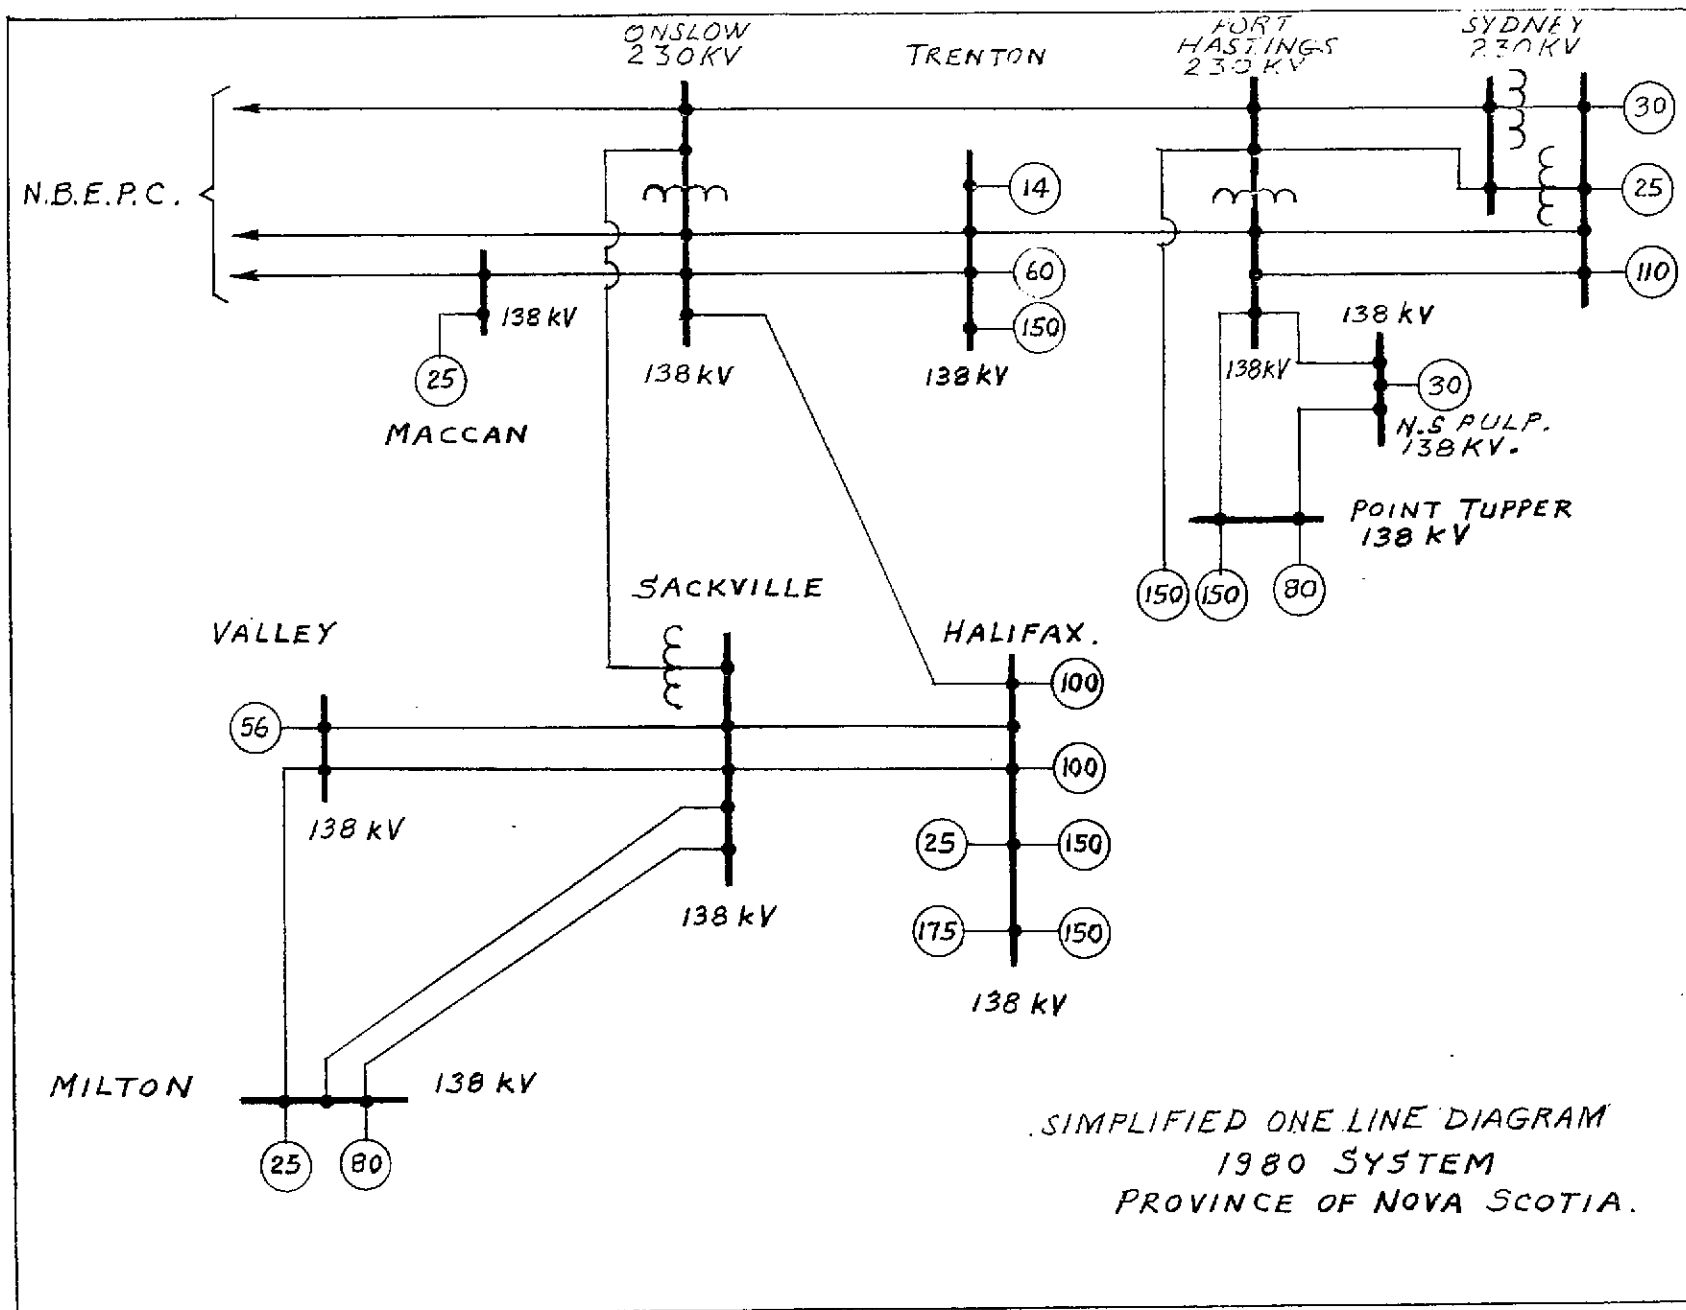 ONSLOW
230KV
TRENTON
PORT
HASTINGS
230 KV
SYDNEY
230KV
N.B.E.P.C.
30
14
25
60
110
150
138 kV
25
138 kV
138 kV
138kV
138 kV
30
N.S PULP.
138KV.
MACCAN
POINT TUPPER
138 kV
150
150
80
SACKVILLE
VALLEY
HALIFAX.
100
56
100
138 kV
25
150
138 kV
175
150
138 kV
MILTON
138 kV
25
80
SIMPLIFIED ONE LINE DIAGRAM
1980 SYSTEM
PROVINCE OF NOVA SCOTIA.